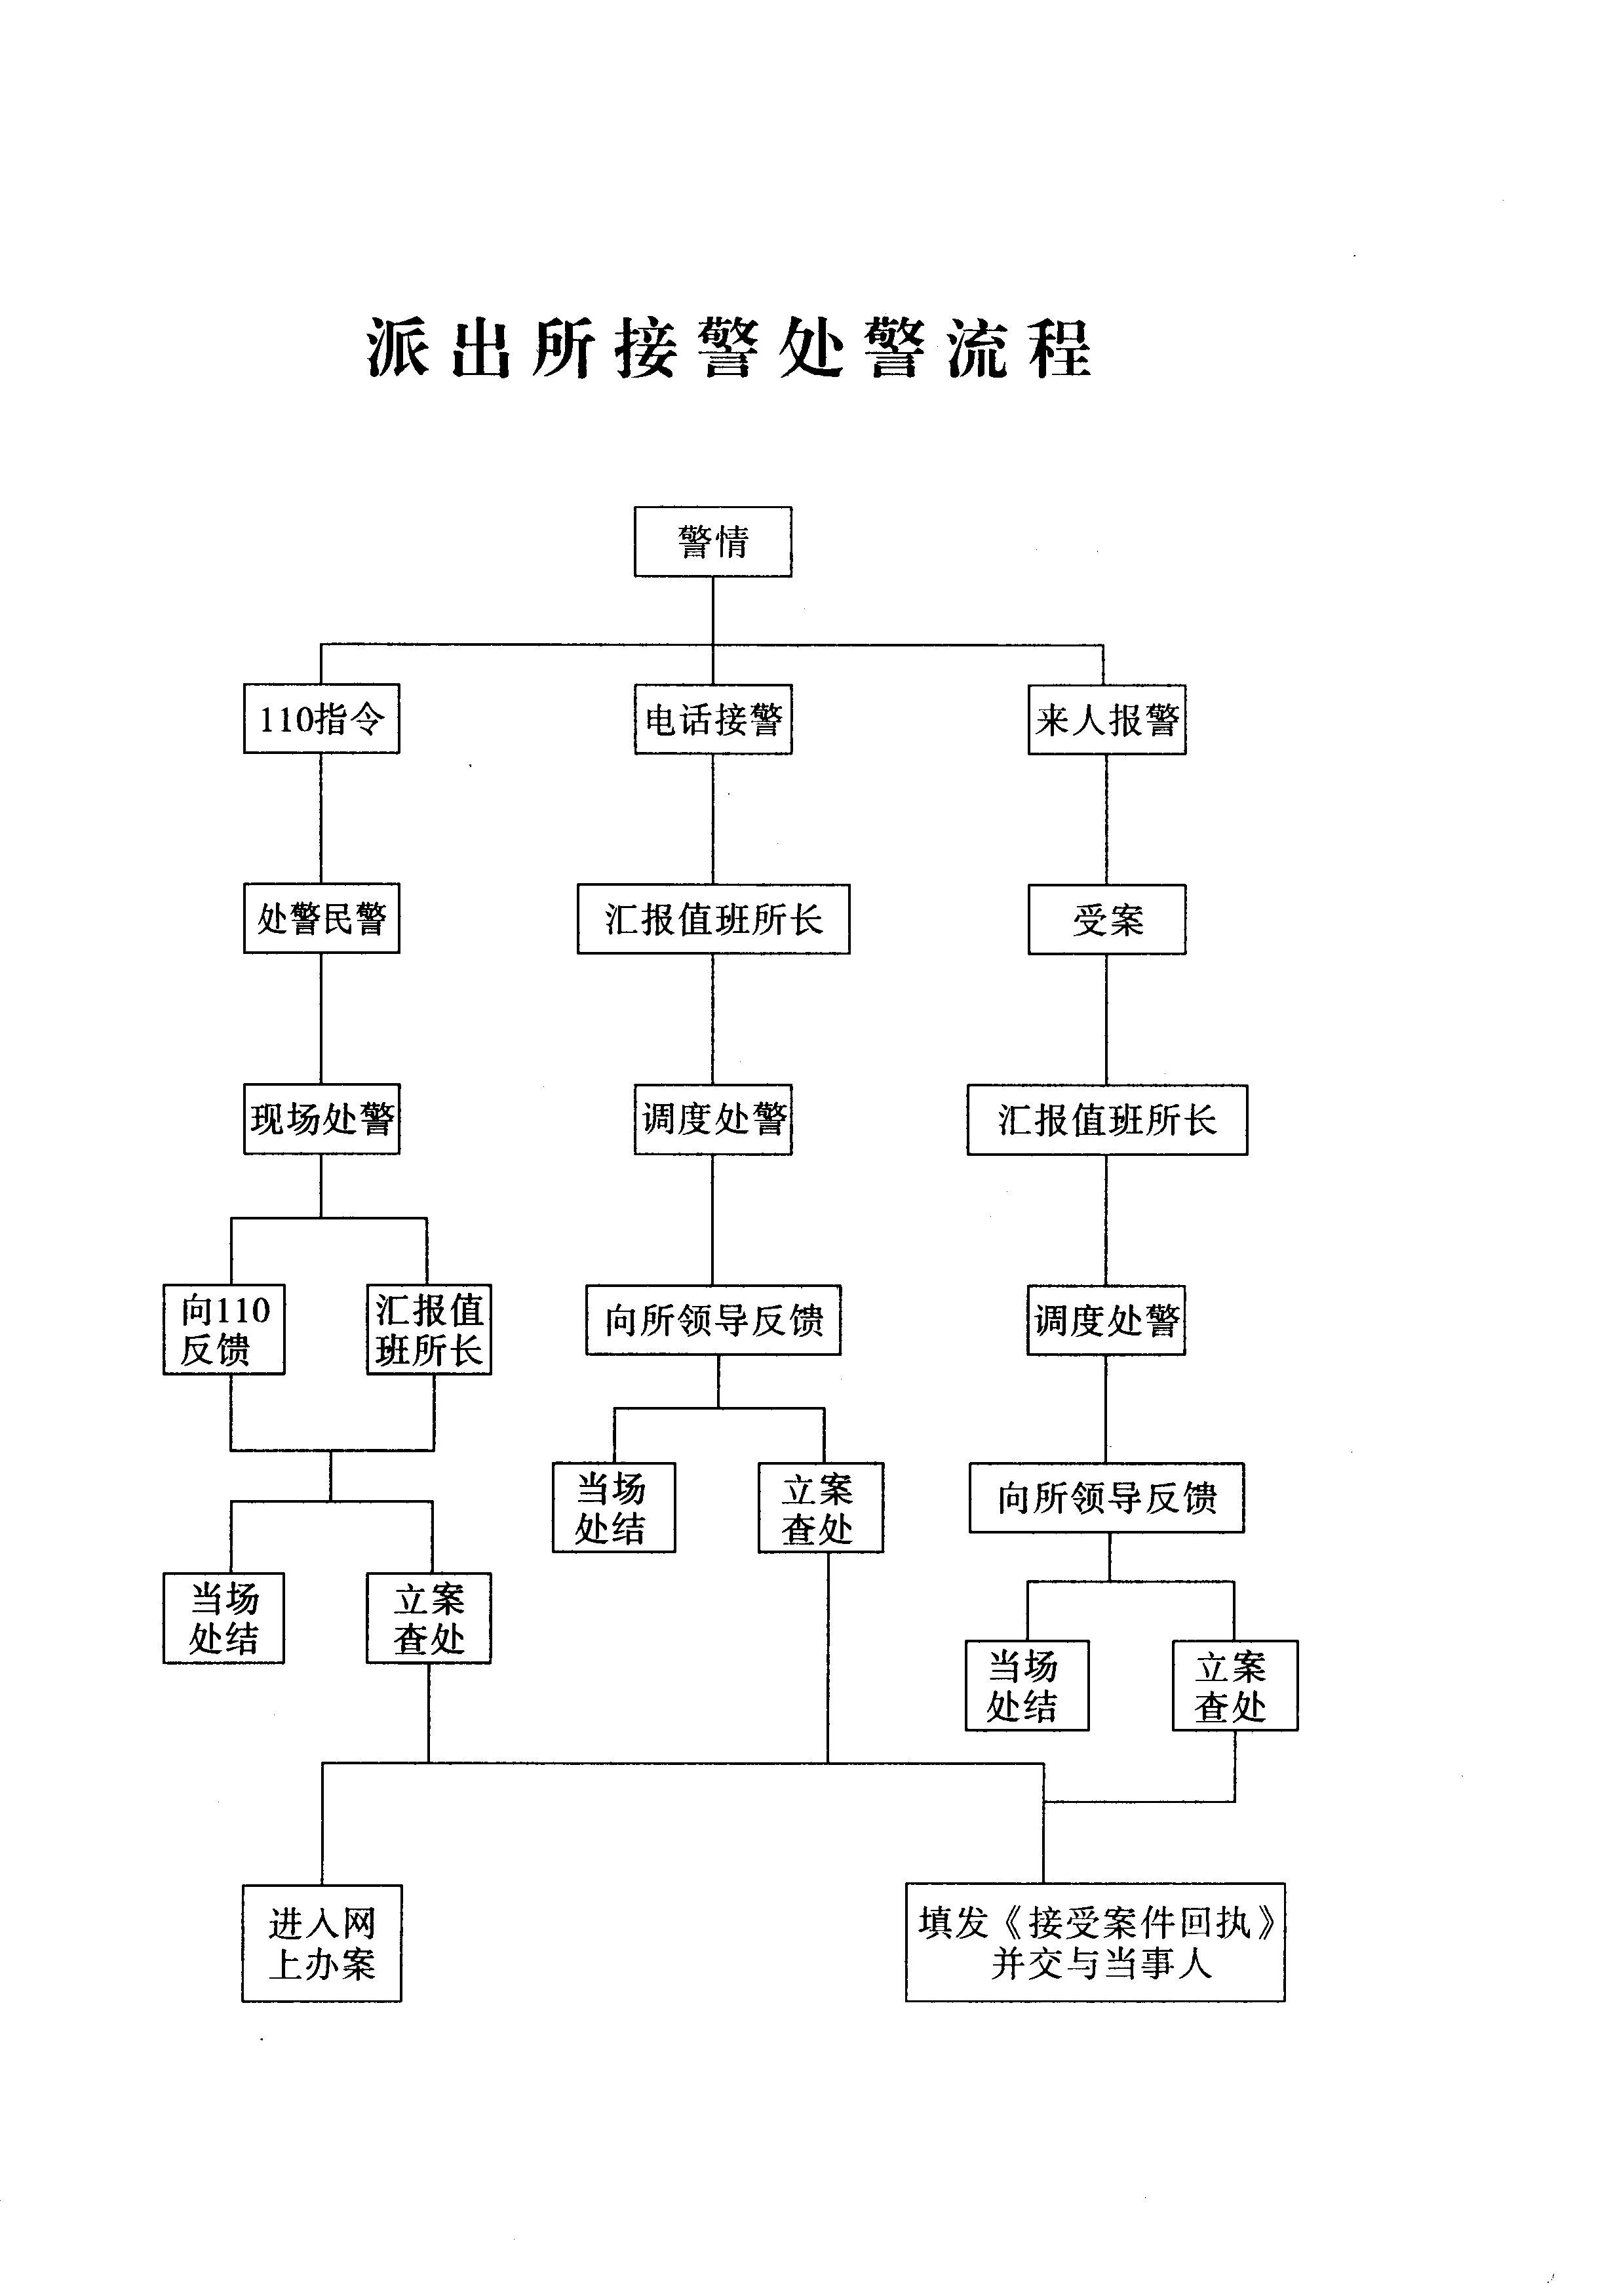 派出所接警处警流程
警情
110指令
电话接警
来人报警
处警民警
汇报值班所长
受案
现场处警
调度处警
汇报值班所长
向110
反馈
汇报值
班所长
向所领导反馈
调度处警
当场
处结
立案
查处
向所领导反馈
当场
处结
立案
查处
当场
处结
立案
查处
进入网
上办案
填发《接受案件回执》
并交与当事人